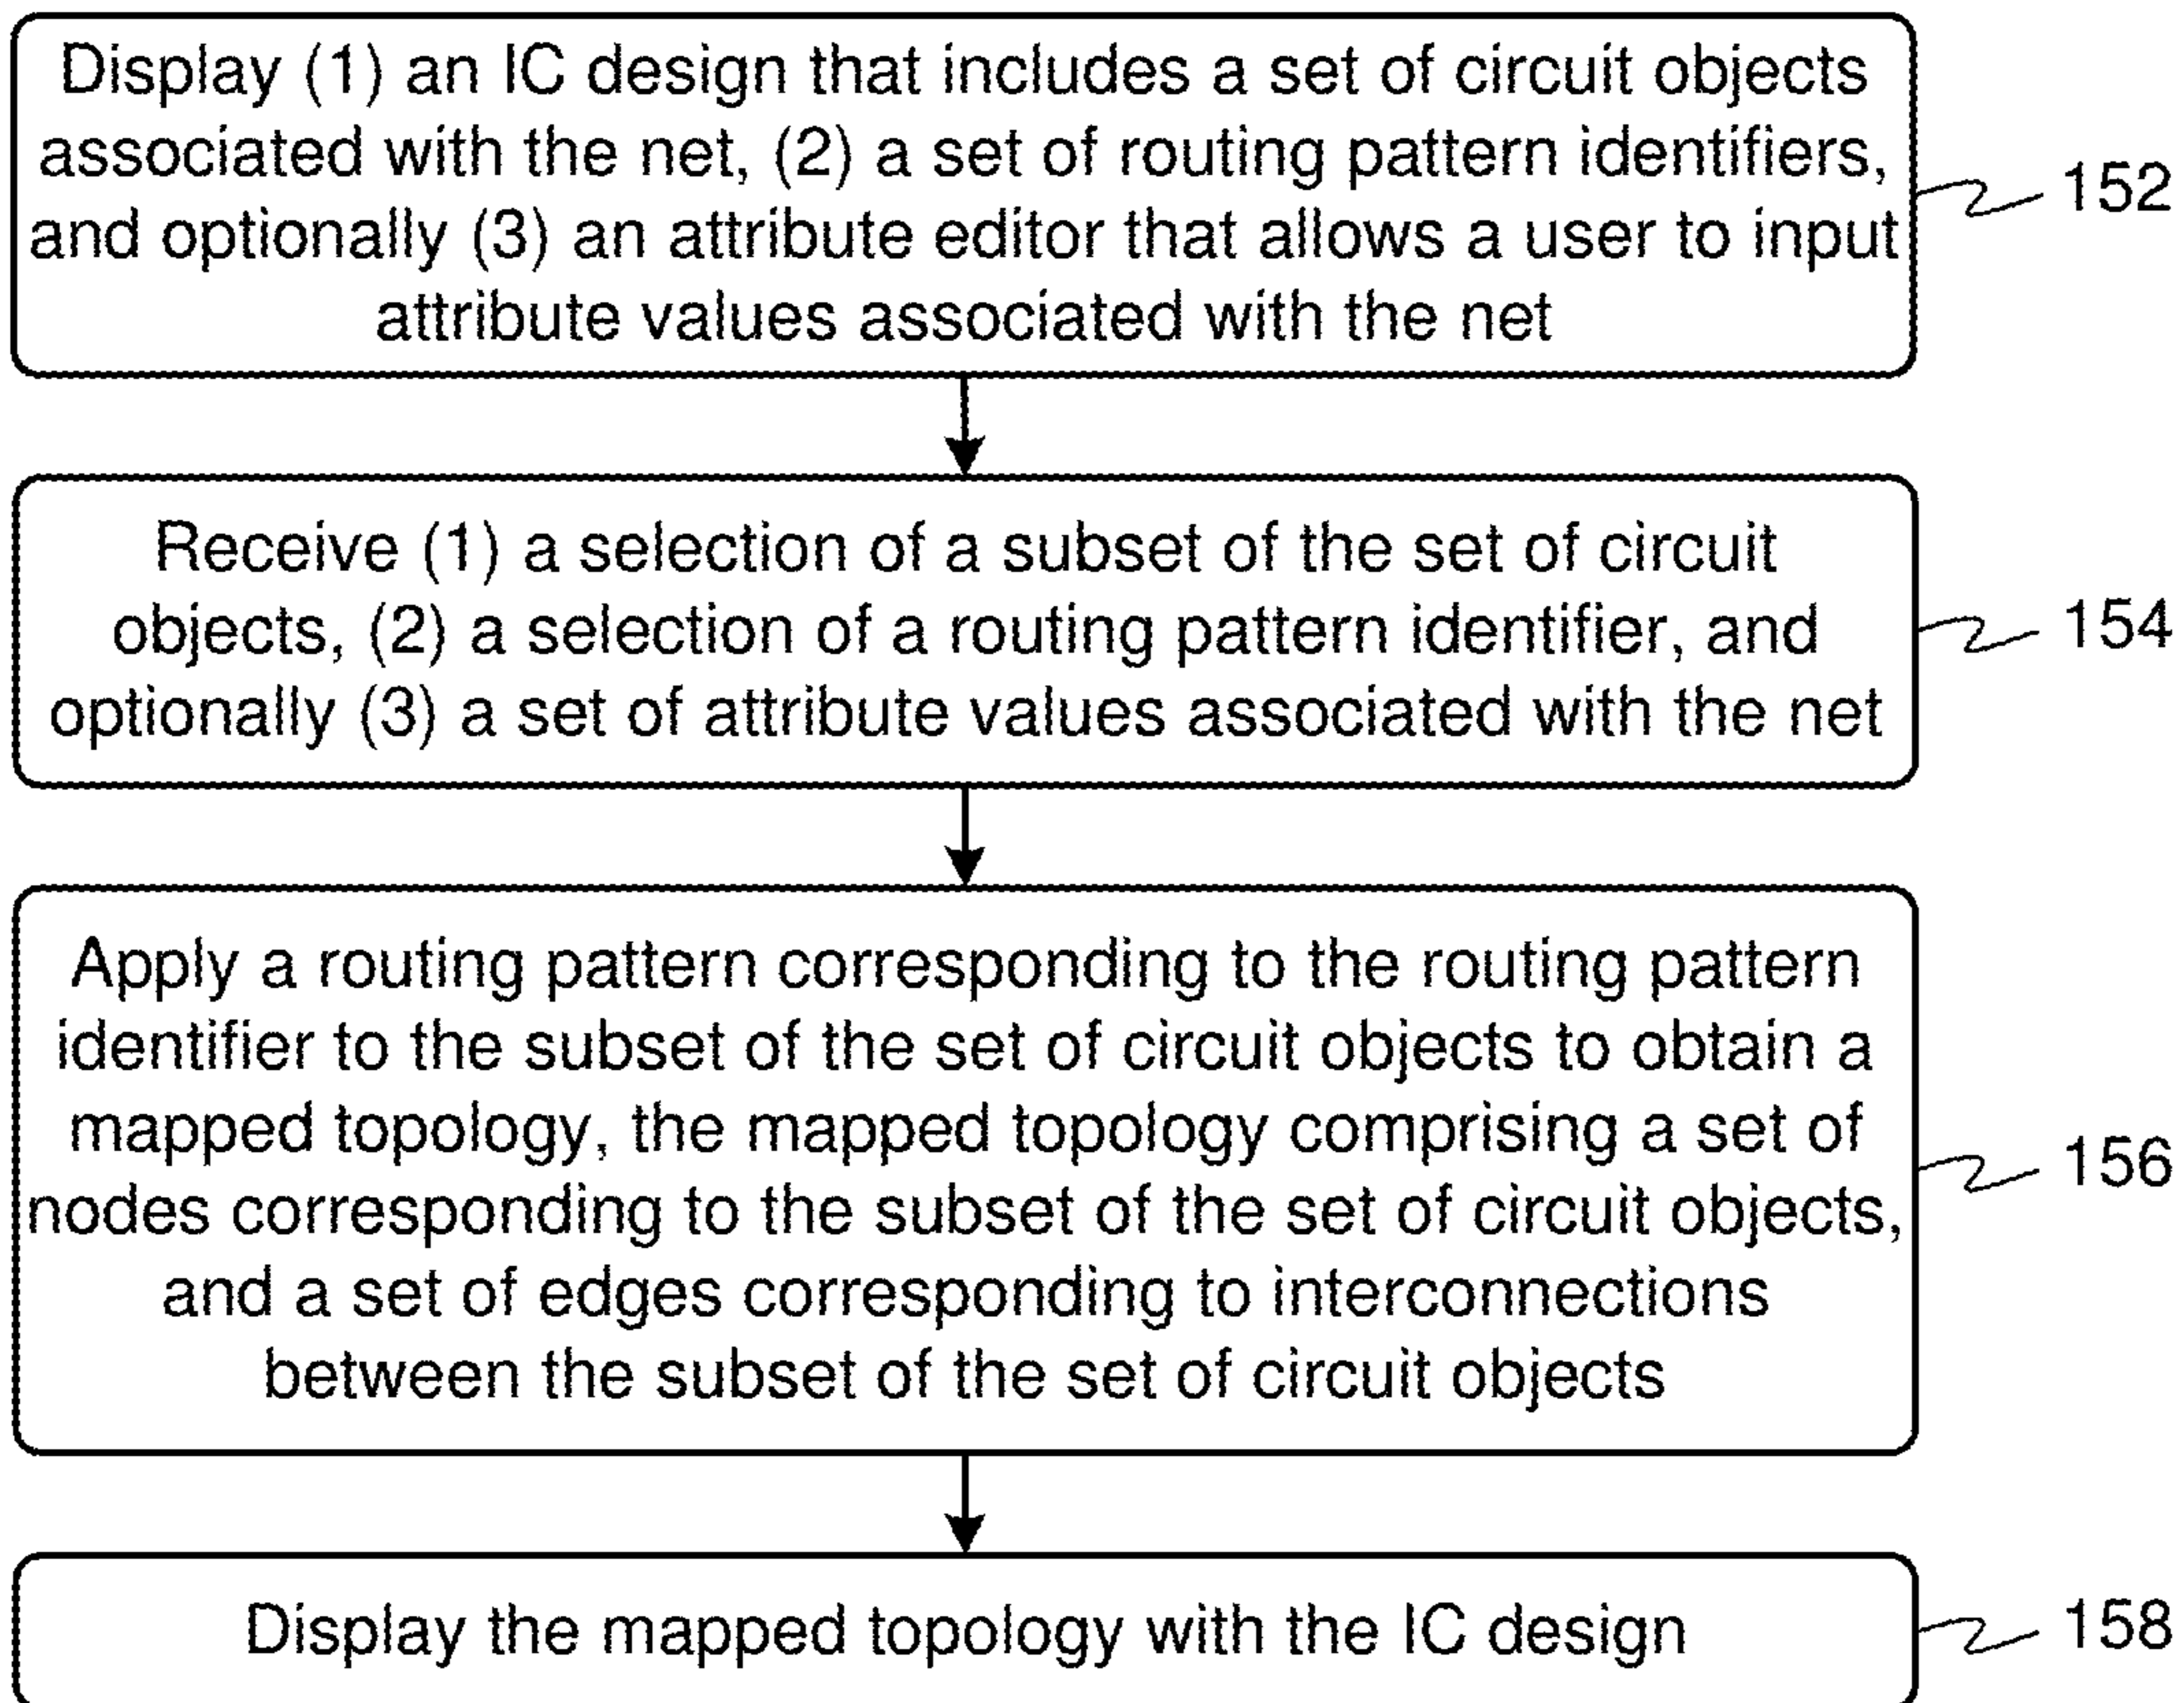 Display (1) an IC design that includes a set of circuit objects
associated with the net, (2) a set of routing pattern identifiers,
and optionally (3) an attribute editor that allows a user to input
attribute values associated with the net
152
Receive (1) a selection of a subset of the set of circuit
objects, (2) a selection of a routing pattern identifier, and
optionally (3) a set of attribute values associated with the net
154
Apply a routing pattern corresponding to the routing pattern
identifier to the subset of the set of circuit objects to obtain a
mapped topology, the mapped topology comprising a set of
nodes corresponding to the subset of the set of circuit objects,
and a set of edges corresponding to interconnections
between the subset of the set of circuit objects
156
Display the mapped topology with the IC design
158